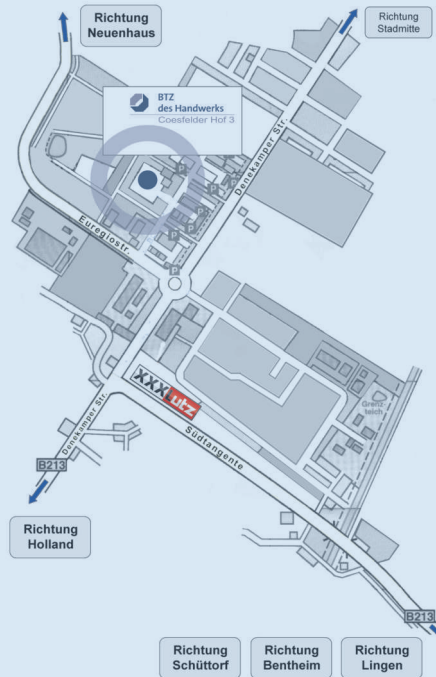 Richtung
Neuenhaus
Richtung
Stadmitte
BTZ
des Handwerks
Coesfelder Hof 3
Denekamper Str.
P
P
P
P
P
P
P
Euregiostr.
XXXLutz
Grenz-
teich
Südtangente
Denekamper Str.
B213
Richtung
Holland
B213
Richtung
Schüttorf
Richtung
Bentheim
Richtung
Lingen